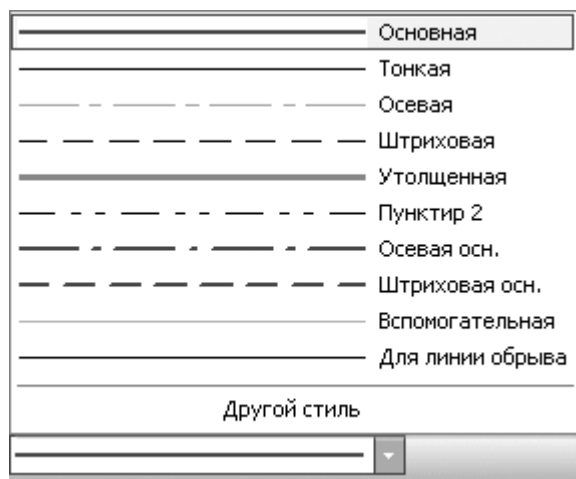 Основная
Тонкая
Осевая
Штриховая
Утолщенная
Пунктир 2
Осевая осн.
Штриховая осн.
Вспомогательная
Для линии обрыва
Другой стиль